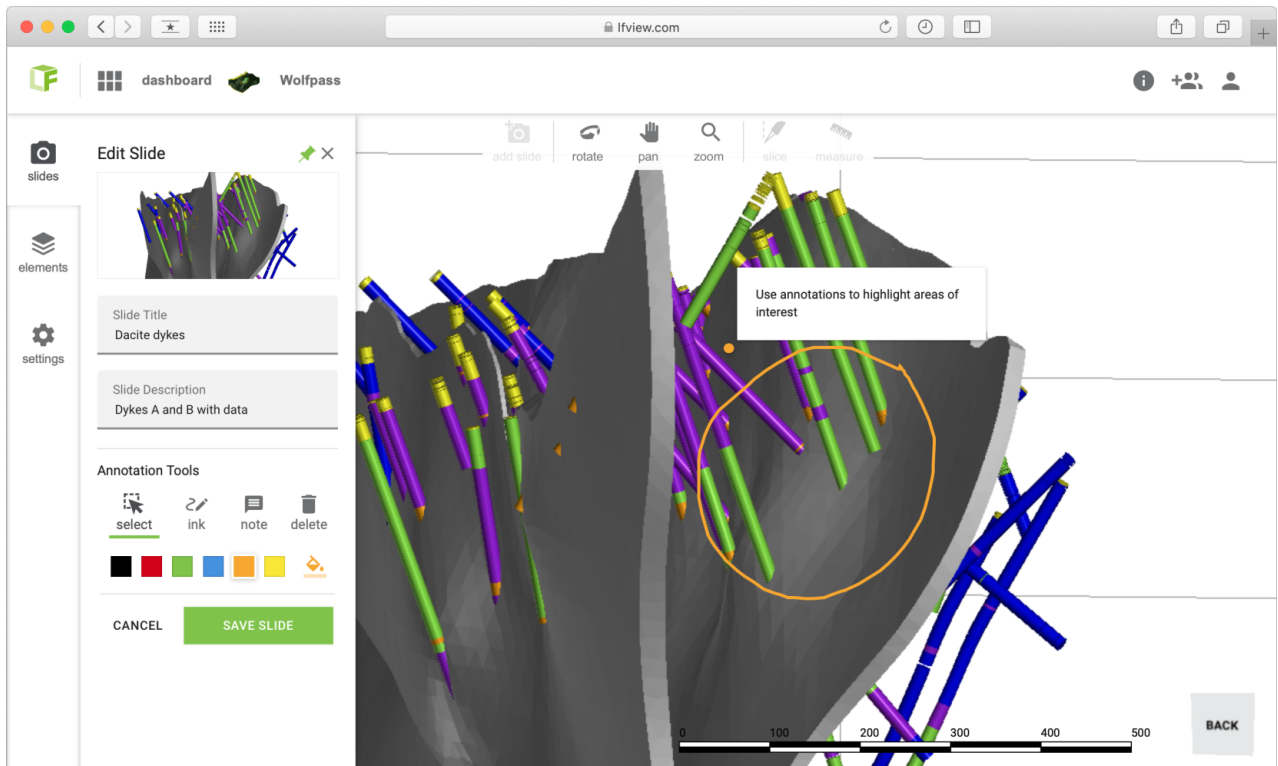 lfview.com
dashboard
Wolfpass
slides
elements
settings
Edit Slide
Slide Title
Dacite dykes
Slide Description
Dykes A and B with data
Annotation Tools
select
ink
note
delete
CANCEL
SAVE SLIDE
add slide
rotate
pan
zoom
slice
measure
Use annotations to highlight areas of
interest
0 100 200 300 400 500
BACK